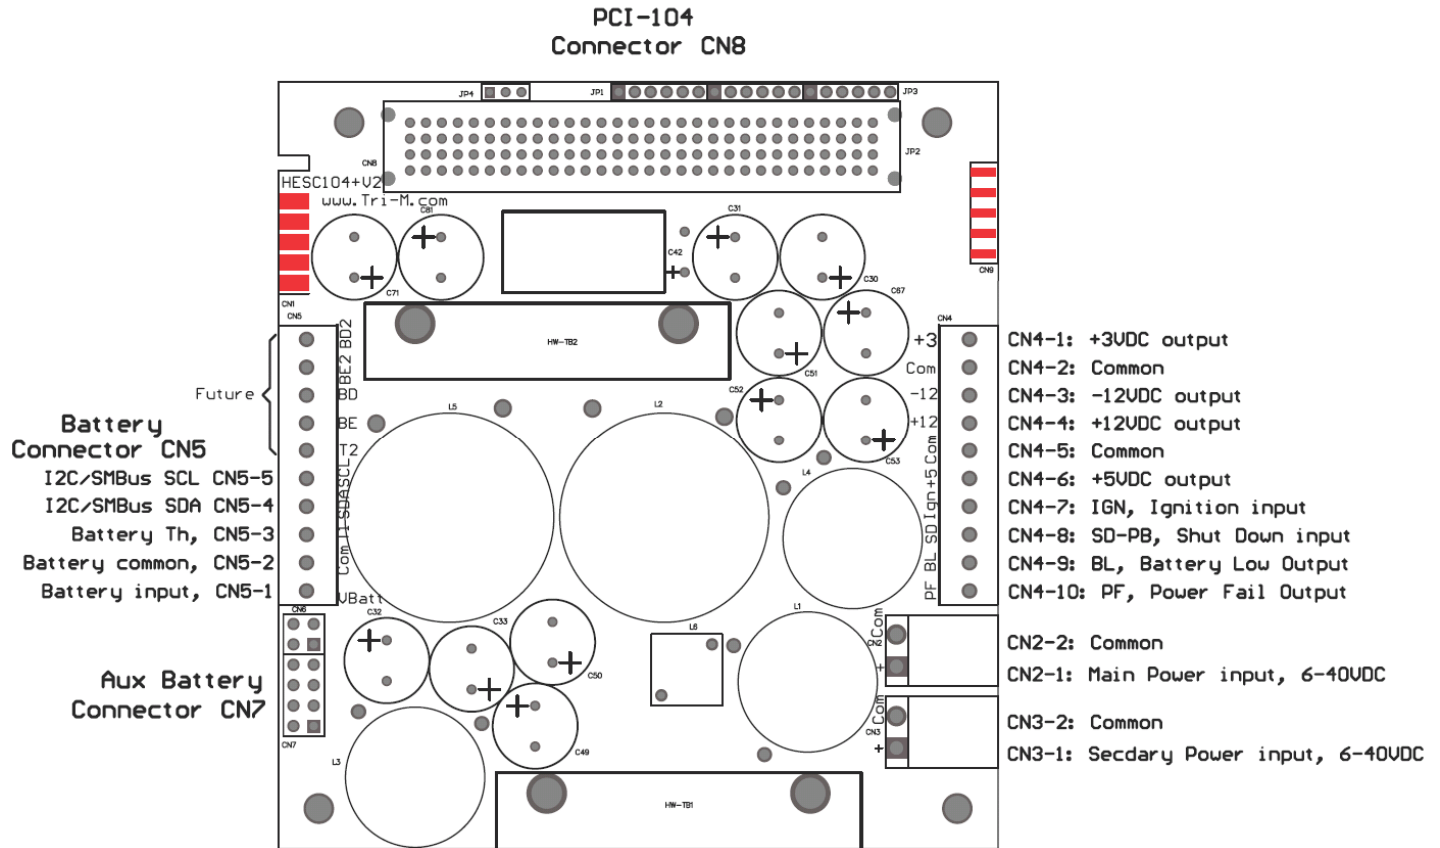 PCI-104
Connector CN8
JP4
JP1
JP3
CN8
JP2
HESC104+V2
www.Tri-M.com
C81
C31
C42
C71
C30
C67
CN1
CN9
CN5
CN4
BD2
HW-TB2
+3
CN4-1: +3VDC output
BE2
C51
Com
CN4-2: Common
Future
BD
C52
-12
CN4-3: -12VDC output
L5
L2
Battery
Connector CN5
BE
+12
CN4-4: +12VDC output
T2
C53
Com
CN4-5: Common
I2C/SMBus SCL CN5-5
SCL
L4
+5
CN4-6: +5VDC output
I2C/SMBus SDA CN5-4
SDA
Ign
CN4-7: IGN, Ignition input
Battery Th, CN5-3
T1
SD
CN4-8: SD-PB, Shut Down input
Battery common, CN5-2
Com
BL
CN4-9: BL, Battery Low Output
Battery input, CN5-1
VBatt
PF
CN4-10: PF, Power Fail Output
CN6
C32
C33
L1
L6
Com
CN2
CN2-2: Common
+
CN2-1: Main Power input, 6-40VDC
C50
Aux Battery
Connector CN7
Com
CN3
CN3-2: Common
+
CN3-1: Secdary Power input, 6-40VDC
CN7
C49
L3
HW-TB1